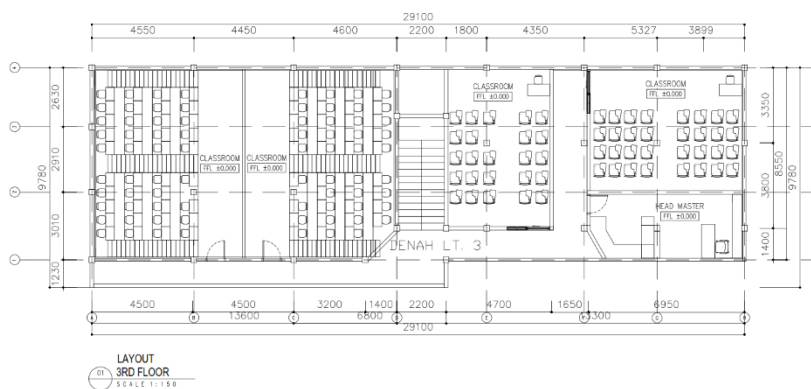 29100
4550 4450 4600 2200 1800 4350 5327 3899
2630
2910
9780
3010
1230
CLASSROOM
FFL ±0.000
CLASSROOM
FFL ±0.000
CLASSROOM
FFL ±0.000
CLASSROOM
FFL ±0.000
HEAD MASTER
FFL ±0.000
DENAH LT. 3
3350
3800
8550
9780
1400
4500 4500 3200 1400 2200 4700 1650 6950
13600 6800 3300
29100
01
LAYOUT
3RD FLOOR
SCALE 1:150